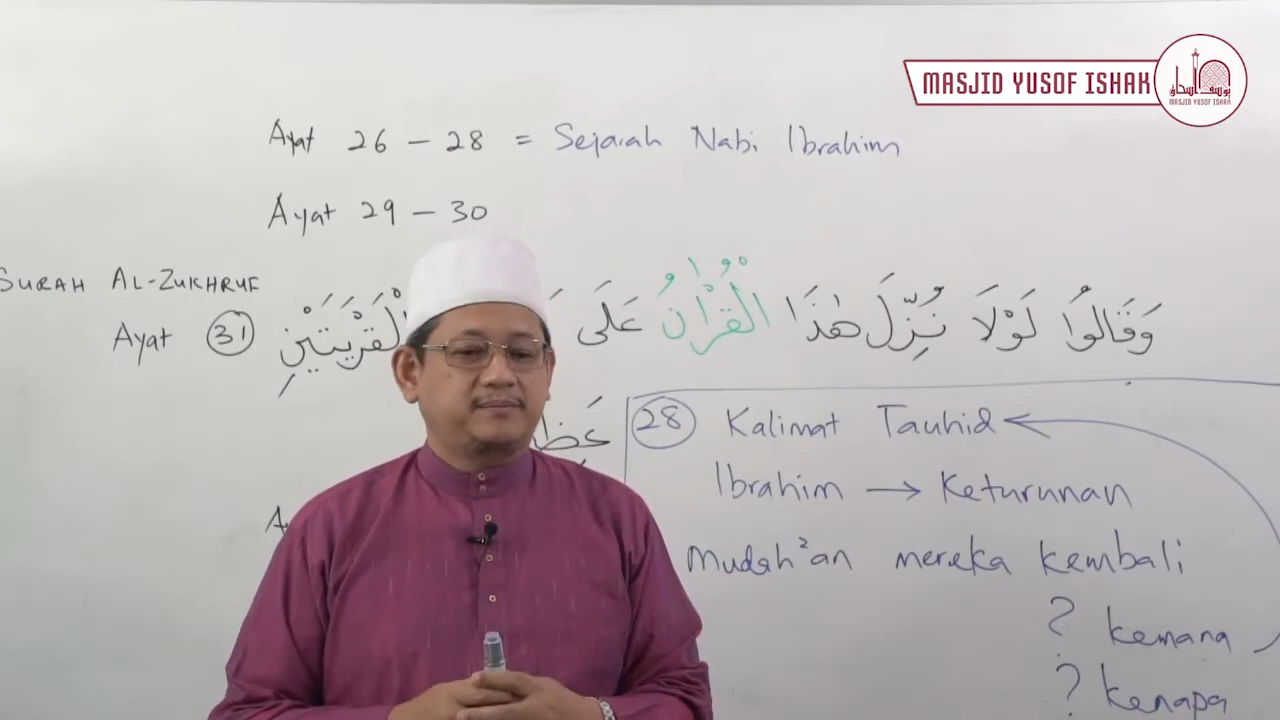 MASJID YUSOF ISHAK
MASJID YUSOF ISHAK
Ayat 26 – 28 = Sejarah Nabi Ibrahim
Ayat 29 – 30
SURAH AL-ZUKHRUF
Ayat 31 وَقَالُوا لَوْلَا نُزِّلَ هٰذَا الْقُرْاٰنُ عَلَى الْقَرْيَتَيْنِ
28 Kalimat Tauhid
Ibrahim → Keturunan
Mudah²an mereka kembali
? kemana
? kenapa